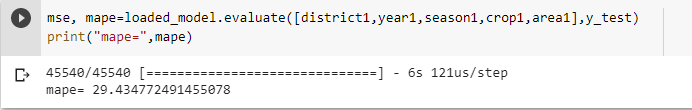 mse, mape=loaded_model.evaluate([district1,year1,season1,crop1,area1],y_test)
print("mape=",mape)
45540/45540 [==============================] - 6s 121us/step
mape= 29.434772491455078